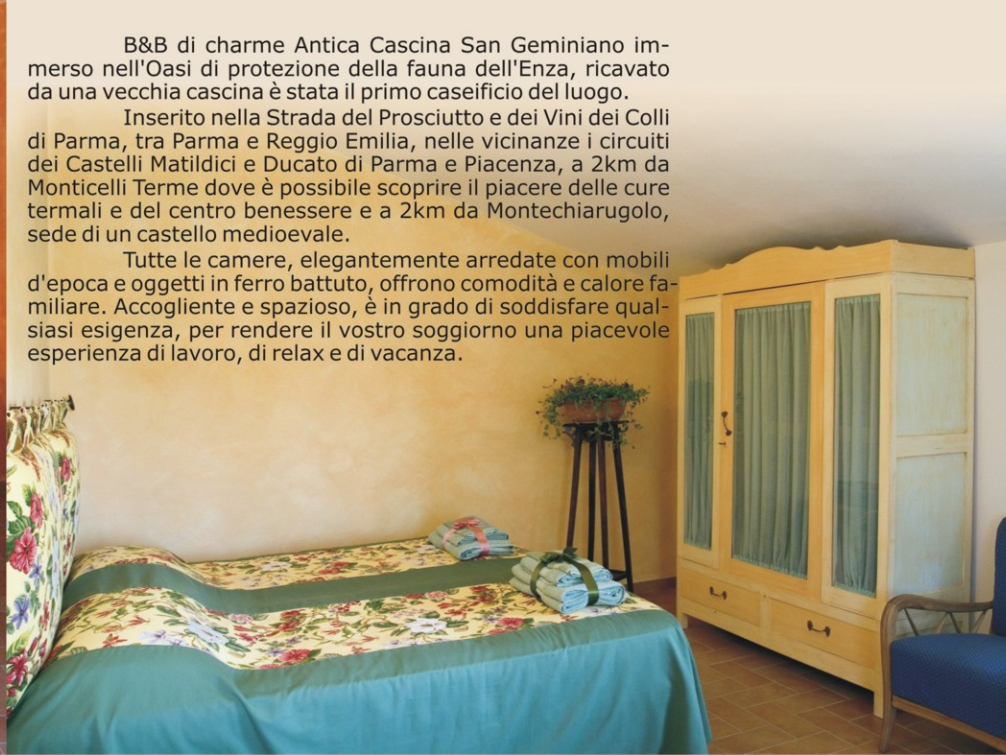 B&B di charme Antica Cascina San Geminiano im-
merso nell'Oasi di protezione della fauna dell'Enza, ricavato
da una vecchia cascina è stata il primo caseificio del luogo.
Inserito nella Strada del Prosciutto e dei Vini dei Colli
di Parma, tra Parma e Reggio Emilia, nelle vicinanze i circuiti
dei Castelli Matildici e Ducato di Parma e Piacenza, a 2km da
Monticelli Terme dove è possibile scoprire il piacere delle cure
termali e del centro benessere e a 2km da Montechiarugolo,
sede di un castello medioevale.
Tutte le camere, elegantemente arredate con mobili
d'epoca e oggetti in ferro battuto, offrono comodità e calore fa-
miliare. Accogliente e spazioso, è in grado di soddisfare qual-
siasi esigenza, per rendere il vostro soggiorno una piacevole
esperienza di lavoro, di relax e di vacanza.